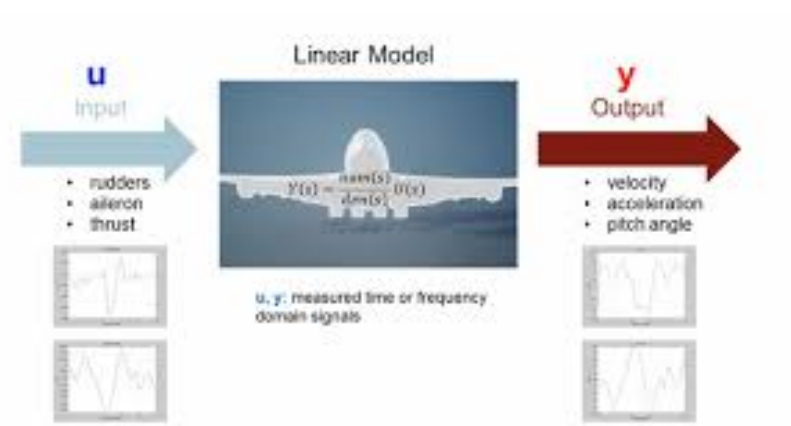 Linear Model
u
Input
y
Output
rudders
aileron
thrust
Y(s) = num(s)/den(s) U(s)
velocity
acceleration
pitch angle
u, y: measured time or frequency
domain signals